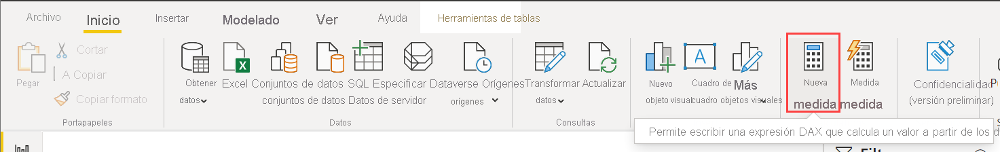 Archivo Inicio Insertar Modelado Ver Ayuda Herramientas de tablas
Pegar
Cortar
A Copiar
Copiar formato
Portapapeles
Obtener
datos
Excel Conjuntos de datos SQL Especificar Dataverse Orígenes
conjuntos de datos Datos de servidor
orígenes
Datos
Transformar
datos
Actualizar
Consultas
Nuevo
objeto visual
Cuadro de
cuadro
Más
objetos visuales
Nueva
medida
Medida
medida
Confidencialidad
(versión preliminar)
Permite escribir una expresión DAX que calcula un valor a partir de los d